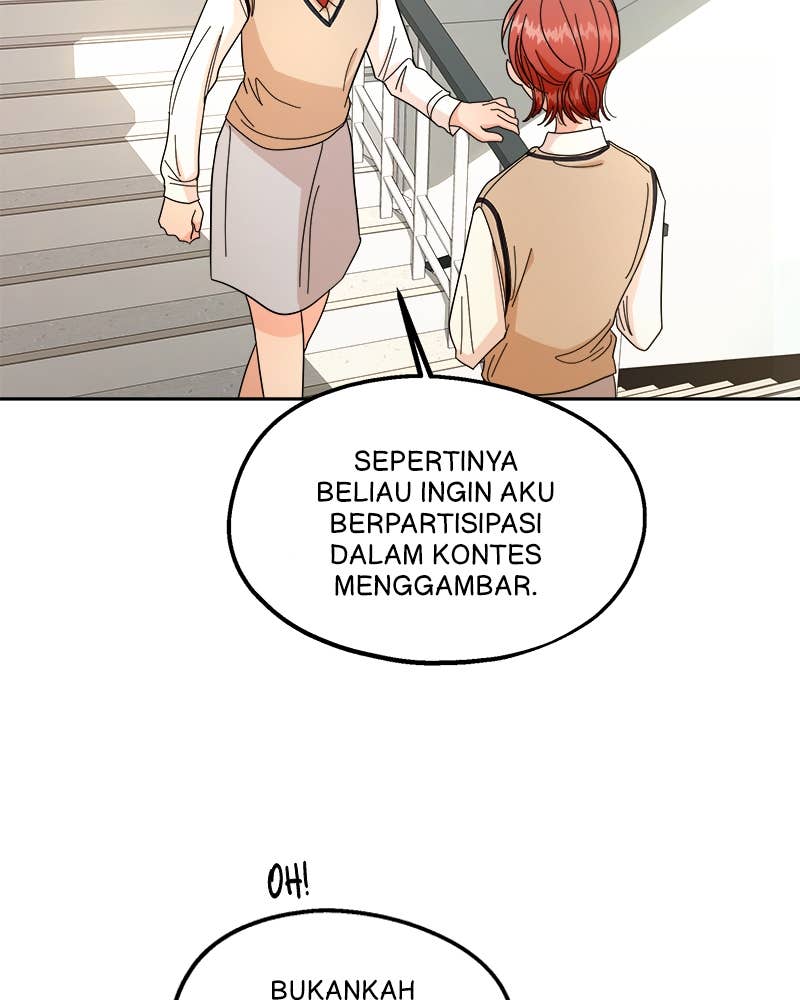 SEPERTINYA
BELIAU INGIN AKU
BERPARTISIPASI
DALAM KONTES
MENGGAMBAR.
OH!
BUKANKAH